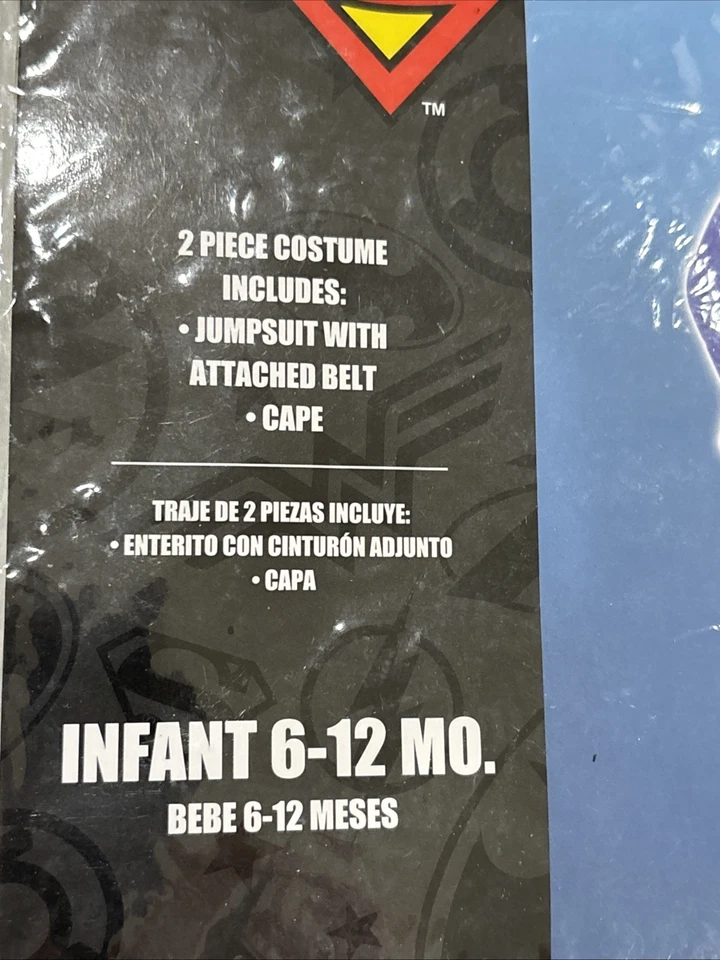 TM
2 PIECE COSTUME
INCLUDES:
• JUMPSUIT WITH
ATTACHED BELT
• CAPE
TRAJE DE 2 PIEZAS INCLUYE:
• ENTERITO CON CINTURÓN ADJUNTO
• CAPA
INFANT 6-12 MO.
BEBE 6-12 MESES